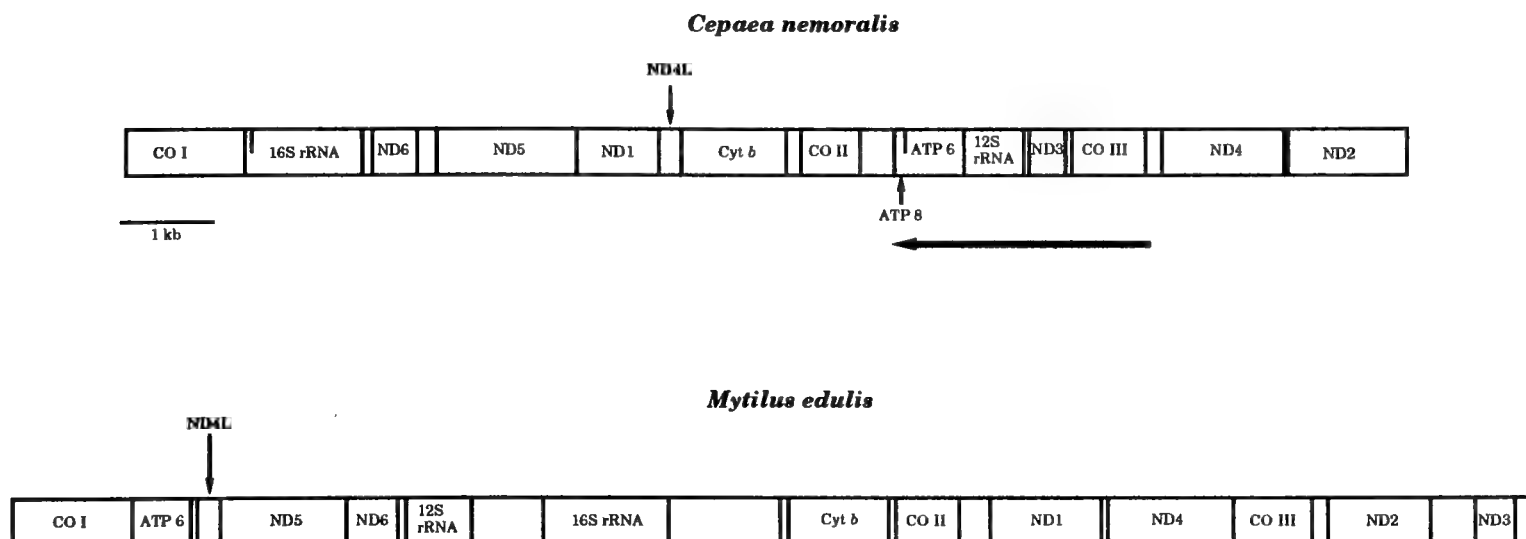 Cepaea nemoralis
ND4L
CO I 16S rRNA ND6 ND5 ND1 Cyt b CO II ATP 6 12S rRNA ND3 CO III ND4 ND2
ATP 8
1 kb
Mytilus edulis
ND4L
CO I ATP 6 ND5 ND6 12S rRNA 16S rRNA Cyt b CO II ND1 ND4 CO III ND2 ND3